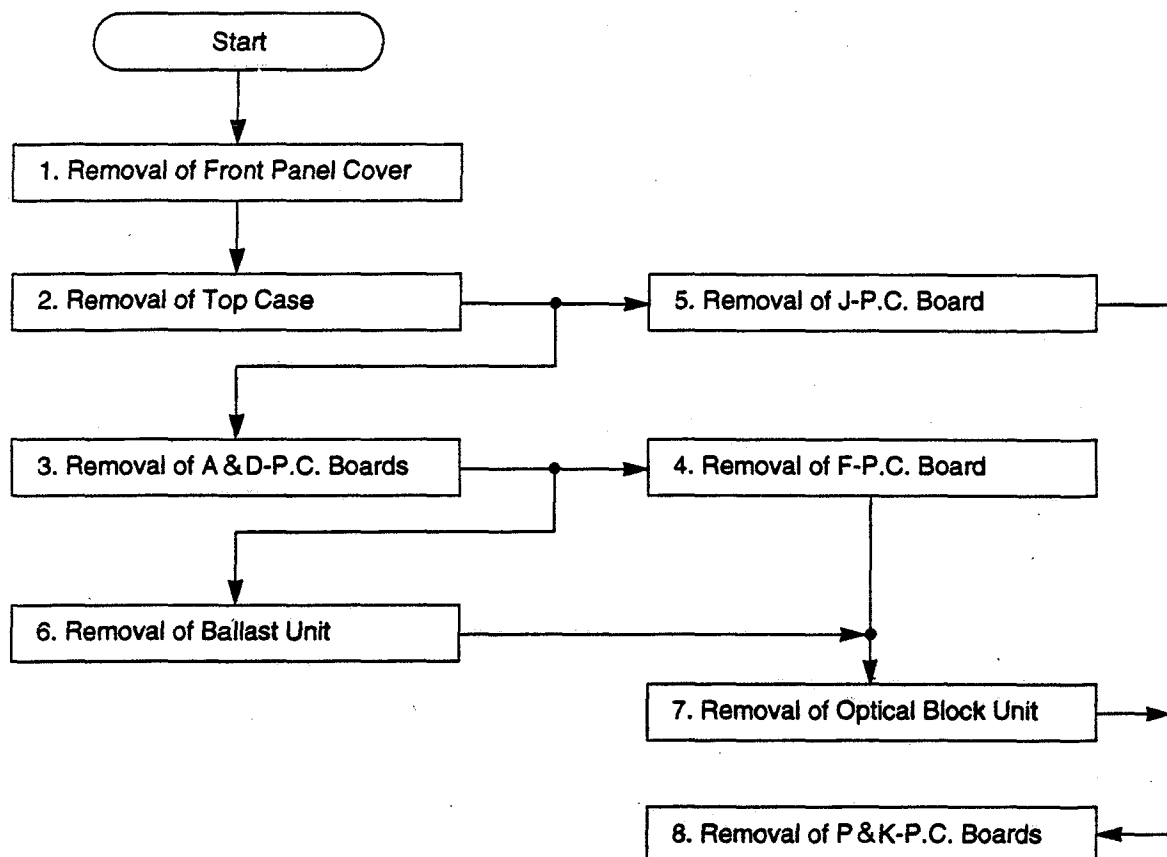 Start
1. Removal of Front Panel Cover
2. Removal of Top Case
5. Removal of J-P.C. Board
3. Removal of A & D-P.C. Boards
4. Removal of F-P.C. Board
6. Removal of Ballast Unit
7. Removal of Optical Block Unit
8. Removal of P & K-P.C. Boards